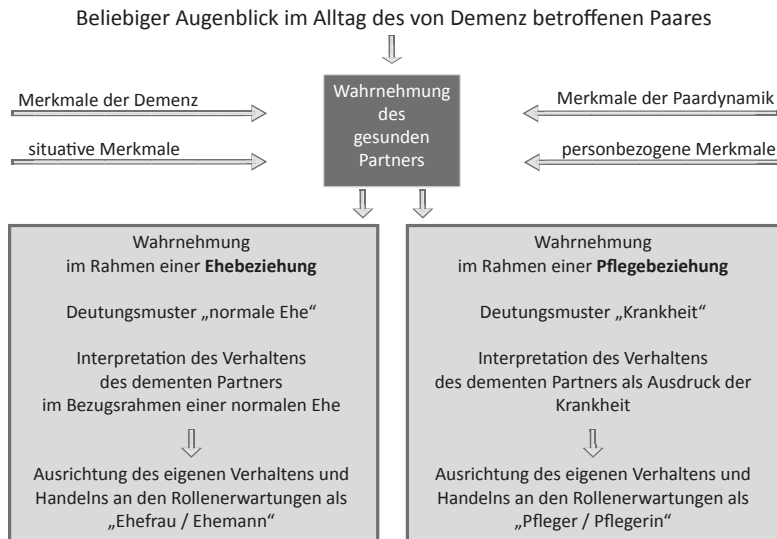 Beliebiger Augenblick im Alltag des von Demenz betroffenen Paares
Merkmale der Demenz
situative Merkmale
Wahrnehmung
des
gesunden
Partners
Merkmale der Paardynamik
personbezogene Merkmale
Wahrnehmung
im Rahmen einer Ehebeziehung
Deutungsmuster „normale Ehe“
Interpretation des Verhaltens
des dementen Partners
im Bezugsrahmen einer normalen Ehe
Ausrichtung des eigenen Verhaltens und
Handelns an den Rollenerwartungen als
„Ehefrau / Ehemann“
Wahrnehmung
im Rahmen einer Pflegebeziehung
Deutungsmuster „Krankheit“
Interpretation des Verhaltens
des dementen Partners als Ausdruck der
Krankheit
Ausrichtung des eigenen Verhaltens und
Handelns an den Rollenerwartungen als
„Pfleger / Pflegerin“